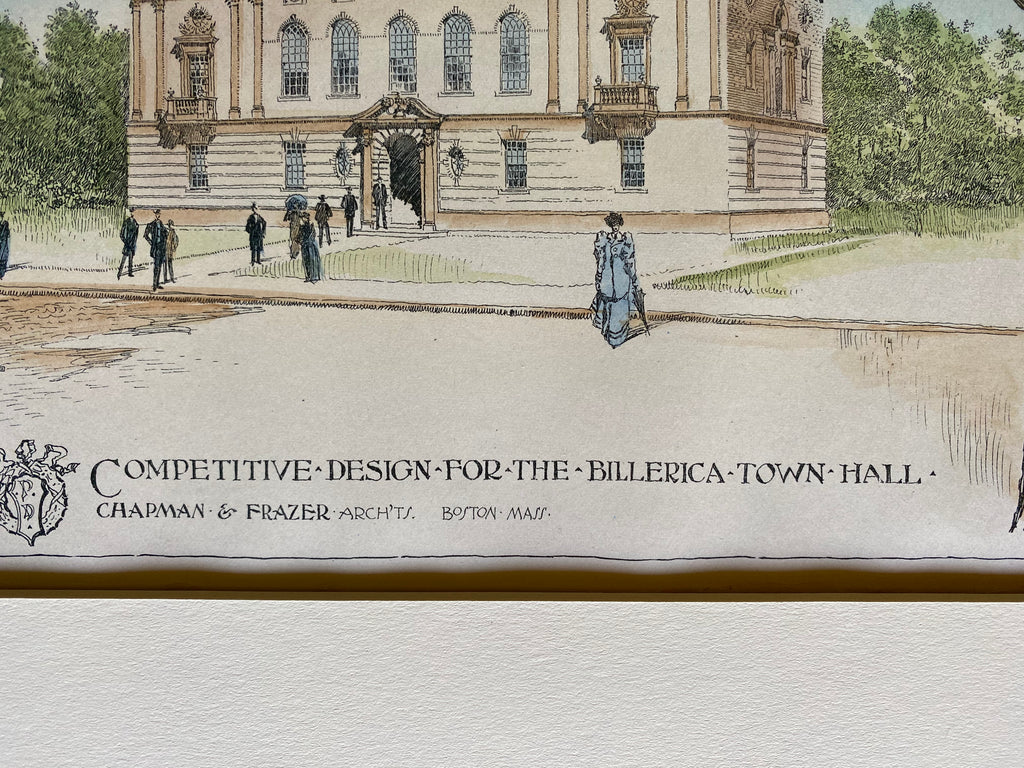 COMPETITIVE · DESIGN · FOR · THE · BILLERICA · TOWN · HALL ·
CHAPMAN · & FRAZER · ARCH'TS. BOSTON · MASS ·